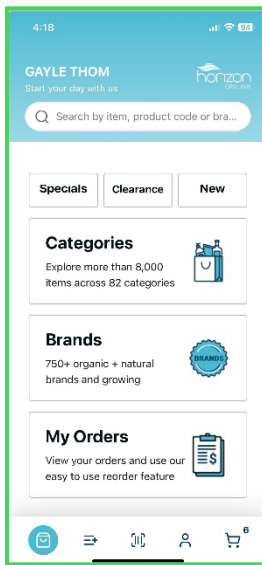 4:18
94
GAYLE THOM
Start your day with us
horizon
ONLINE
Search by item, product code or bra...
Specials
Clearance
New
Categories
Explore more than 8,000
items across 82 categories
Brands
750+ organic + natural
brands and growing
BRANDS
My Orders
View your orders and use our
easy to use reorder feature
6